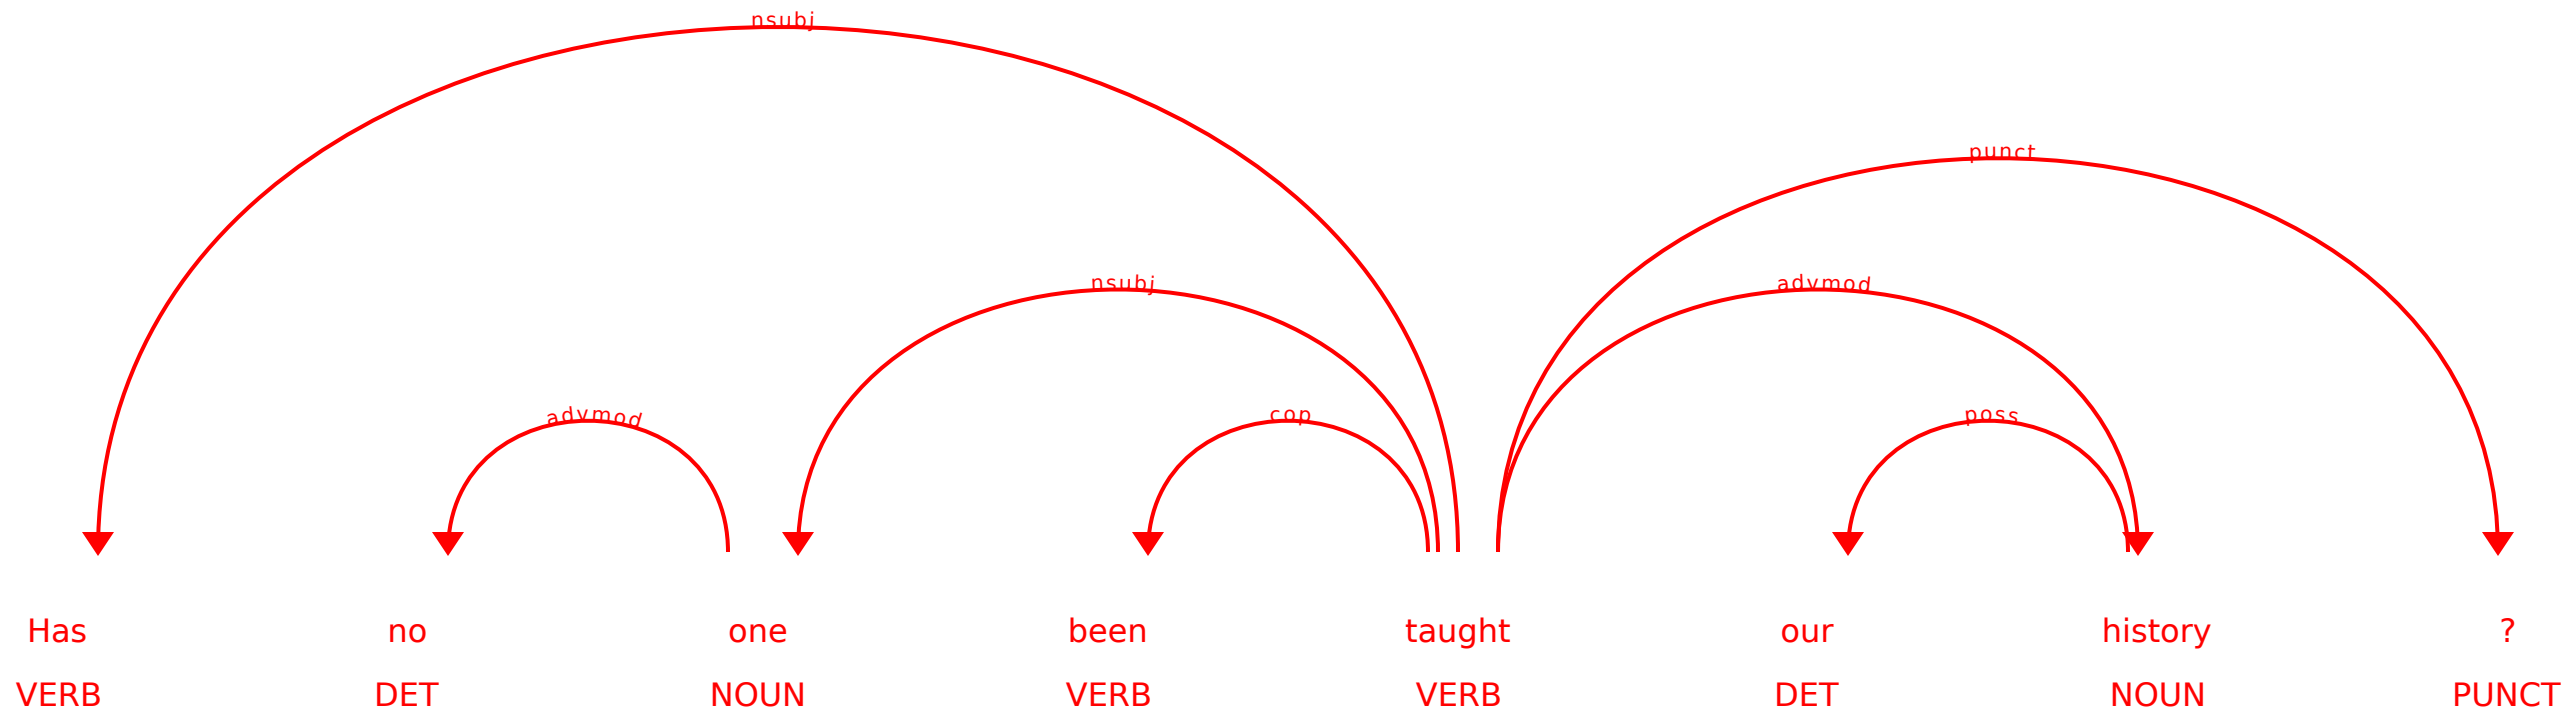 nsubj
punct
nsubj advmod
advmod cop poss
Has no one been taught our history ?
VERB DET NOUN VERB VERB DET NOUN PUNCT